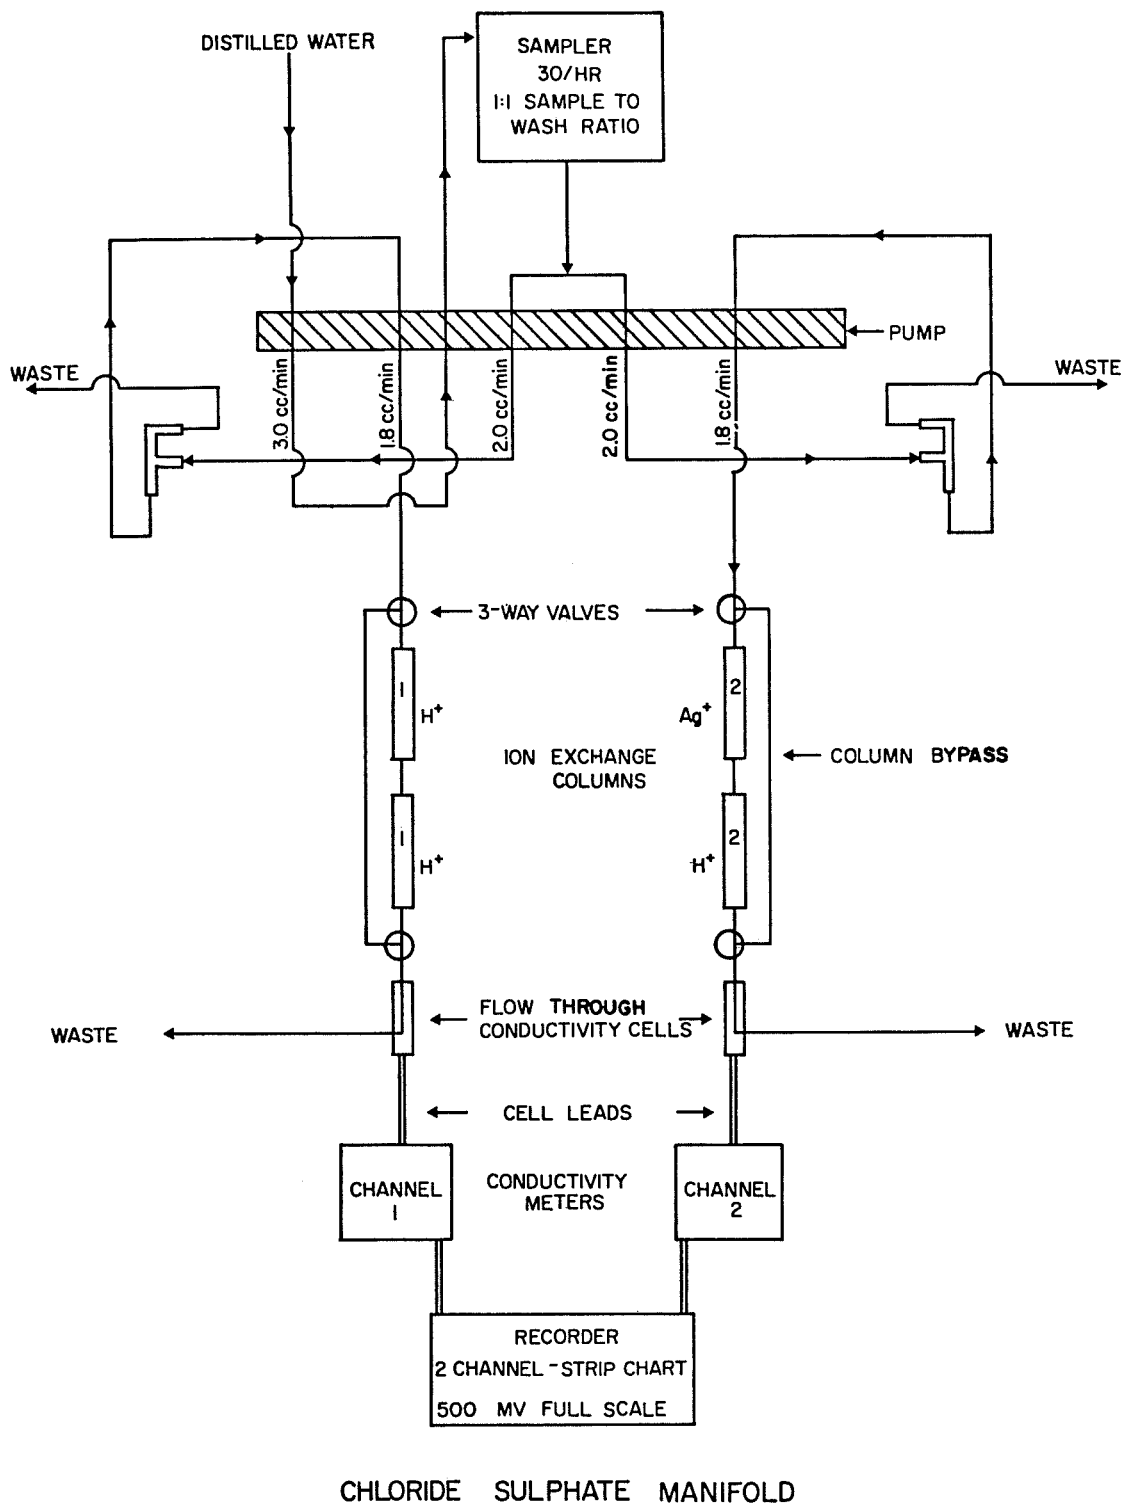 DISTILLED WATER
SAMPLER
30/HR
1:1 SAMPLE TO
WASH RATIO
PUMP
WASTE
WASTE
3.0 cc/min
1.8 cc/min
2.0 cc/min
2.0 cc/min
1.8 cc/min
3-WAY VALVES
1
H+
2
Ag+
ION EXCHANGE
COLUMNS
COLUMN BYPASS
1
H+
2
H+
FLOW THROUGH
CONDUCTIVITY CELLS
WASTE
WASTE
CELL LEADS
CHANNEL
1
CONDUCTIVITY
METERS
CHANNEL
2
RECORDER
2 CHANNEL-STRIP CHART
500 MV FULL SCALE
CHLORIDE SULPHATE MANIFOLD